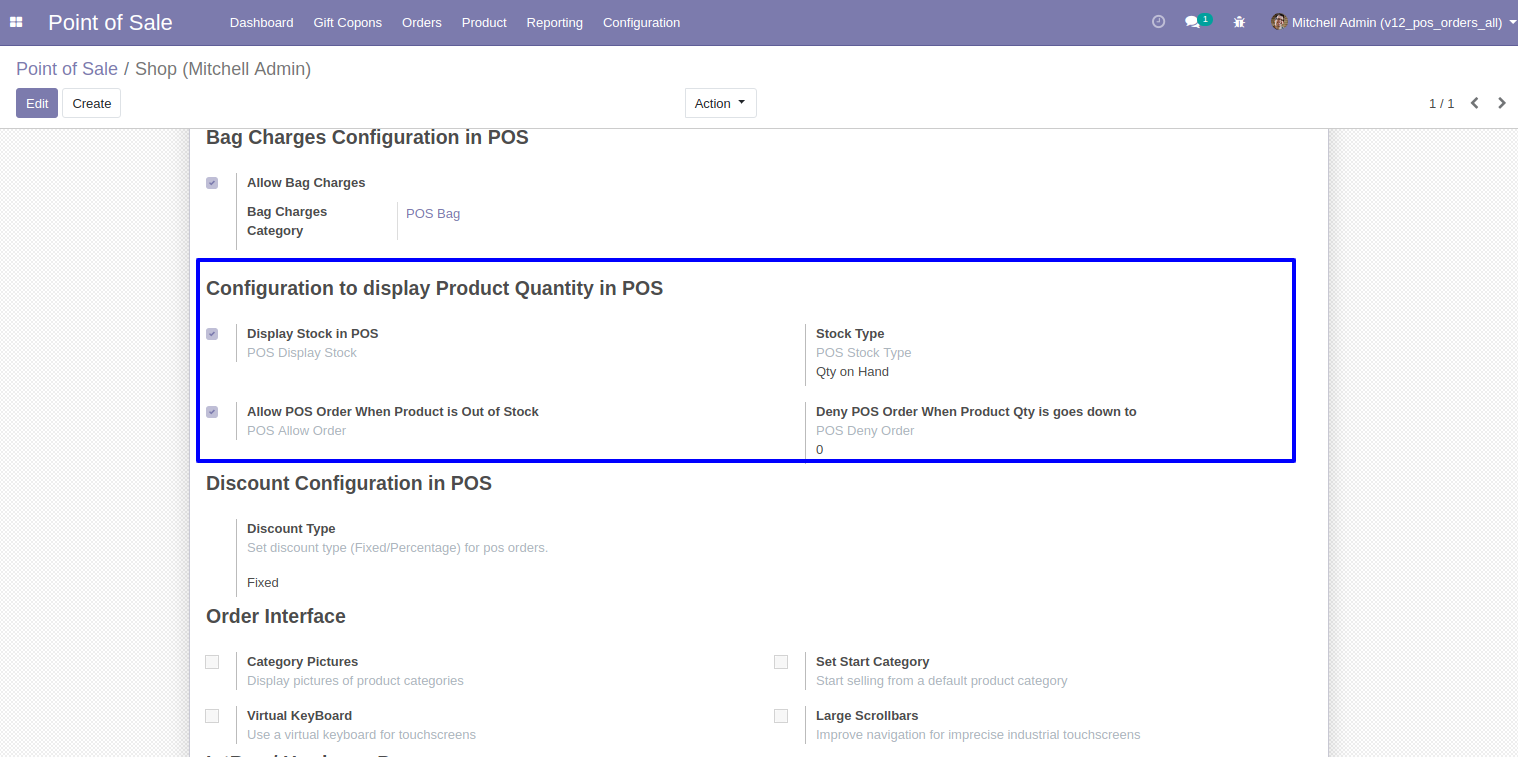 Point of Sale Dashboard Gift Copons Orders Product Reporting Configuration 1 Mitchell Admin (v12_pos_orders_all)
Point of Sale / Shop (Mitchell Admin)
Edit Create Action 1 / 1
Bag Charges Configuration in POS
Allow Bag Charges
Bag Charges POS Bag
Category
Configuration to display Product Quantity in POS
Display Stock in POS Stock Type
POS Display Stock POS Stock Type
Qty on Hand
Allow POS Order When Product is Out of Stock Deny POS Order When Product Qty is goes down to
POS Allow Order POS Deny Order
0
Discount Configuration in POS
Discount Type
Set discount type (Fixed/Percentage) for pos orders.
Fixed
Order Interface
Category Pictures Set Start Category
Display pictures of product categories Start selling from a default product category
Virtual KeyBoard Large Scrollbars
Use a virtual keyboard for touchscreens Improve navigation for imprecise industrial touchscreens